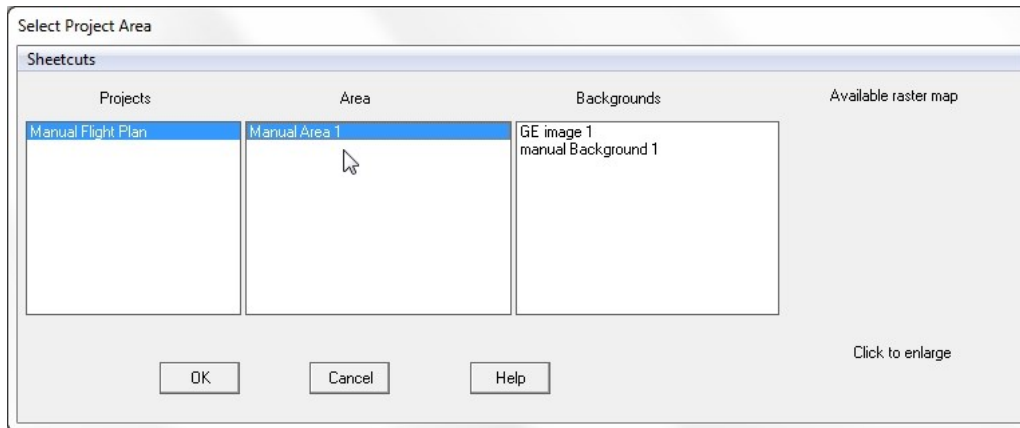 Select Project Area
Sheetcuts
Projects
Area
Backgrounds
Available raster map
Manual Flight Plan
Manual Area 1
GE image 1
manual Background 1
Click to enlarge
OK
Cancel
Help